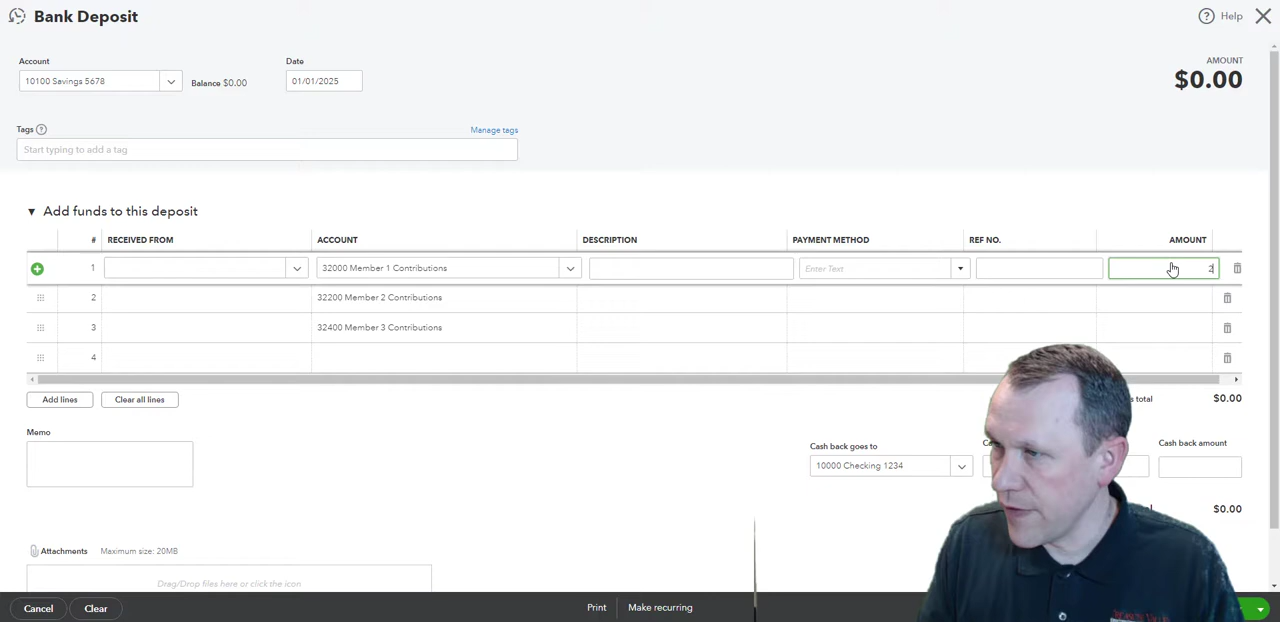 Bank Deposit
Help
Account
Date
AMOUNT
10100 Savings 5678
Balance $0.00
01/01/2025
$0.00
Tags
Manage tags
Start typing to add a tag
Add funds to this deposit
# RECEIVED FROM ACCOUNT DESCRIPTION PAYMENT METHOD REF NO. AMOUNT
1 32000 Member 1 Contributions Enter Text 2
2 32200 Member 2 Contributions
3 32400 Member 3 Contributions
4
Add lines Clear all lines total $0.00
Memo
Cash back goes to Cash back amount
10000 Checking 1234
$0.00
Attachments Maximum size: 20MB
Drag/Drop files here or click the icon
Cancel Clear Print Make recurring